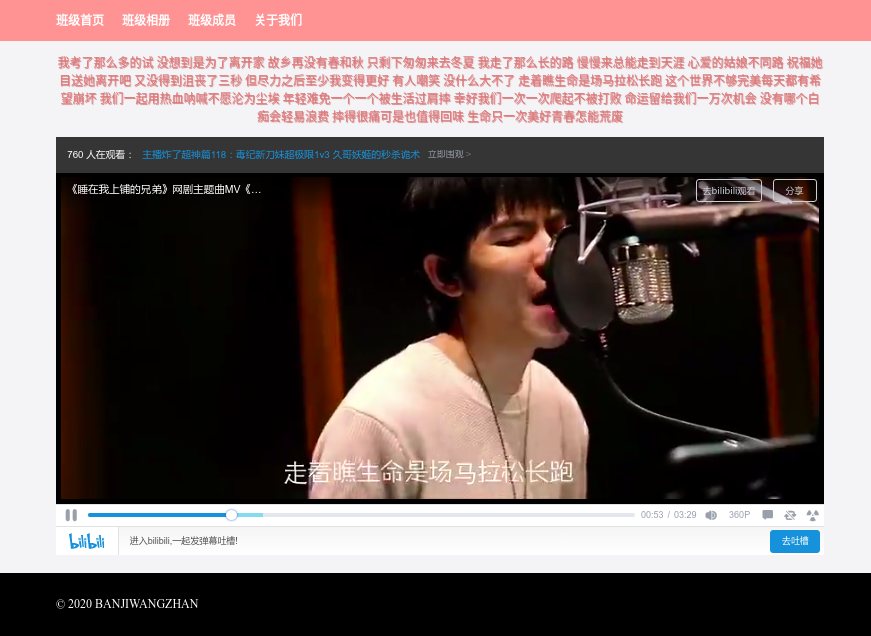 班级首页 班级相册 班级成员 关于我们
我考了那么多的试 没想到是为了离开家 故乡再没有春和秋 只剩下匆匆来去冬夏 我走了那么长的路 慢慢来总能走到天涯 心爱的姑娘不同路 祝福她
目送她离开吧 又没得到沮丧了三秒 但尽力之后至少我变得更好 有人嘲笑 没什么大不了 走着瞧生命是场马拉松长跑 这个世界不够完美每天都有希
望崩坏 我们一起用热血呐喊不愿沦为尘埃 年轻难免一个一个被生活过肩摔 幸好我们一次一次爬起不被打败 命运留给我们一万次机会 没有哪个白
痴会轻易浪费 摔得很痛可是也值得回味 生命只一次美好青春怎能荒废
760 人在观看： 主播炸了超神篇118：毒纪新刀妹超极限1v3 久哥妖姬的秒杀诡术 立即围观 >
《睡在我上铺的兄弟》网剧主题曲MV《… 去bilibili观看 分享
走着瞧生命是场马拉松长跑
00:53 / 03:29 360P
bilibili 进入bilibili,一起发弹幕吐槽! 去吐槽
© 2020 BANJIWANGZHAN